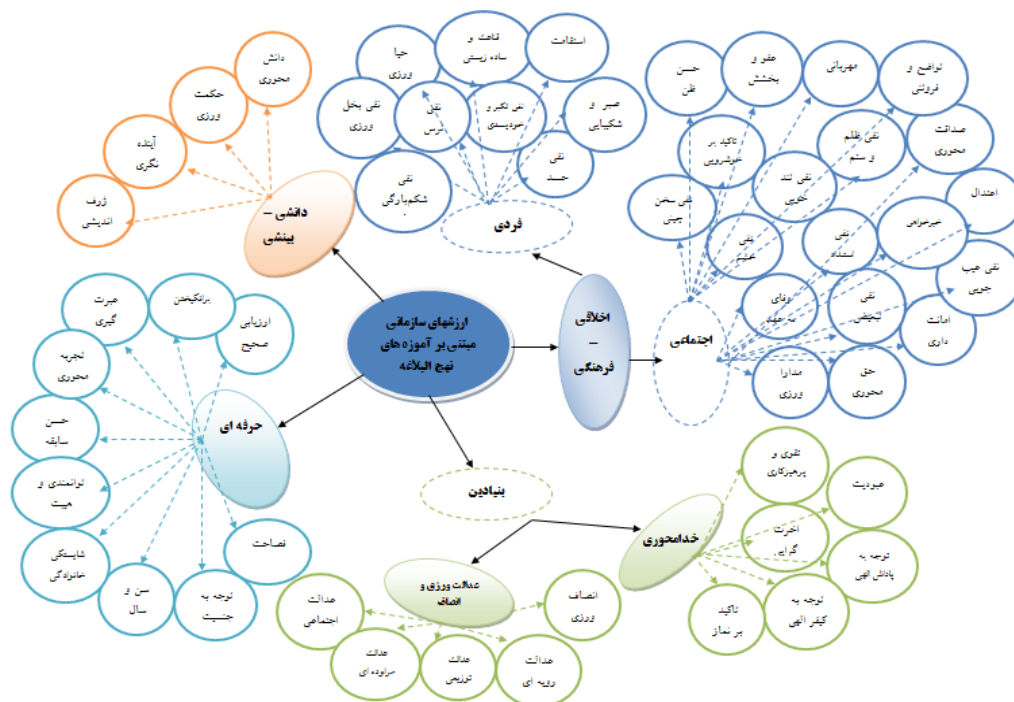 ارزشهای سازمانی
مبتنی بر آموزه های
نهج البلاغه
دانشی –
بینشی
دانش
محوری
حکمت
ورزی
آینده
نگری
ژرف
اندیشی
اخلاقی
–
فرهنگی
فردی
حیا
ورزی
قناعت و
ساده زیستی
استقامت
نفی بخل
ورزی
نفی
ترس
نفی تکبر و
خودپسندی
صبر و
شکیبایی
نفی
شکم‌بارگی
نفی
حسد
اجتماعی
حسن
ظن
عفو و
بخشش
مهربانی
تواضع و
فروتنی
تاکید بر
خوشرویی
نفی ظلم
و ستم
صداقت
محوری
نفی سخن
چینی
نفی تند
خویی
اعتدال
نفی
نفی
استبداد
خیرخواهی
نفی عیب
جویی
وفای
به عهد
نفی
تبعیض
امانت
داری
مدارا
ورزی
حق
محوری
حرفه ای
ارزیابی
صحیح
برانگیختن
عبرت
گیری
تجربه
محوری
حسن
سابقه
توانمندی و
هیبت
شایستگی
خانوادگی
سن و
سال
توجه به
جنسیت
فصاحت
بنیادین
خدامحوری
تقوی و
پرهیزکاری
عبودیت
آخرت
گرایی
توجه به
پاداش الهی
توجه به
کیفر الهی
تاکید
بر نماز
عدالت ورزی و
انصاف
انصاف
ورزی
عدالت
اجتماعی
عدالت
مراوده ای
عدالت
توزیعی
عدالت
رویه ای